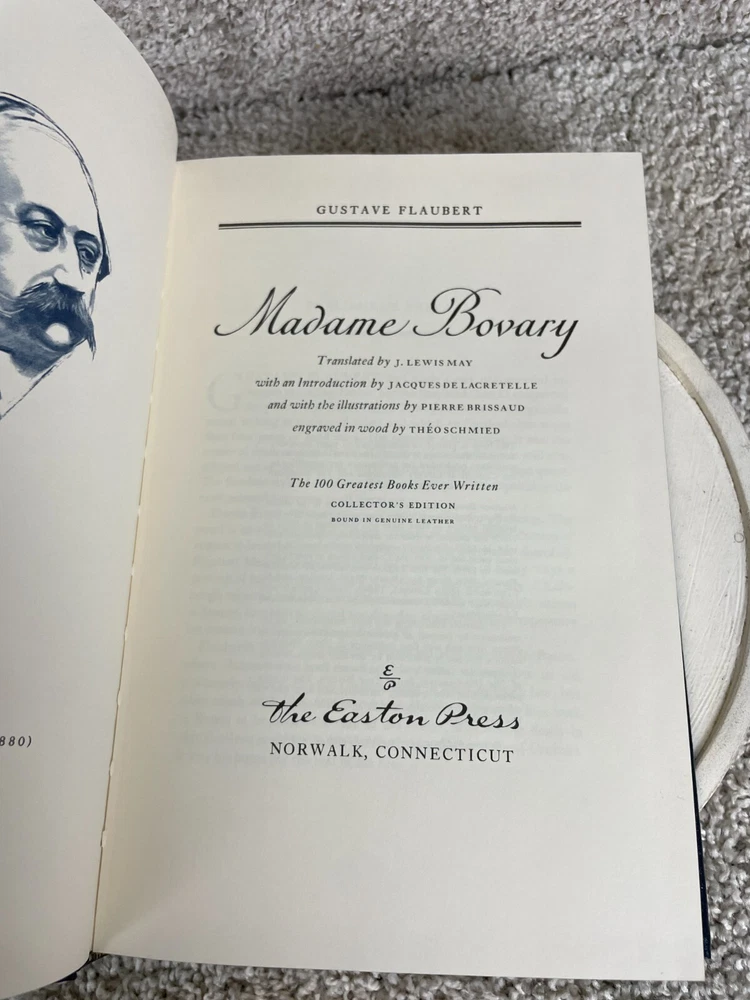 880)
GUSTAVE FLAUBERT
Madame Bovary
Translated by J. LEWIS MAY
with an Introduction by JACQUES DE LACRETELLE
and with the illustrations by PIERRE BRISSAUD
engraved in wood by THÉO SCHMIED
The 100 Greatest Books Ever Written
COLLECTOR'S EDITION
BOUND IN GENUINE LEATHER
E
P
The Easton Press
NORWALK, CONNECTICUT